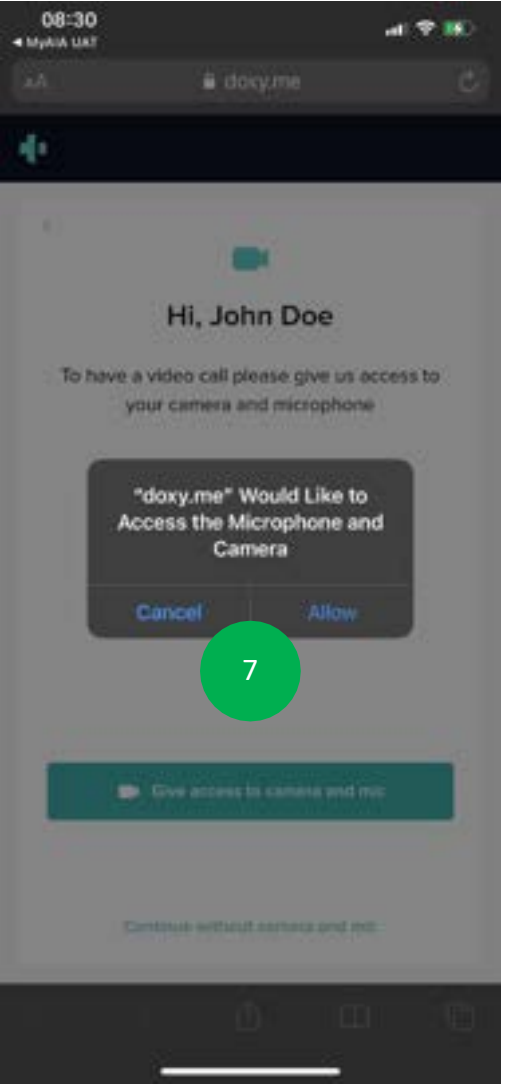 08:30
◀ MyAIA UAT
AA
doxy.me
Hi, John Doe
To have a video call please give us access to
your camera and microphone
"doxy.me" Would Like to
Access the Microphone and
Camera
Cancel
Allow
7
Give access to camera and mic
Continue without camera and mic